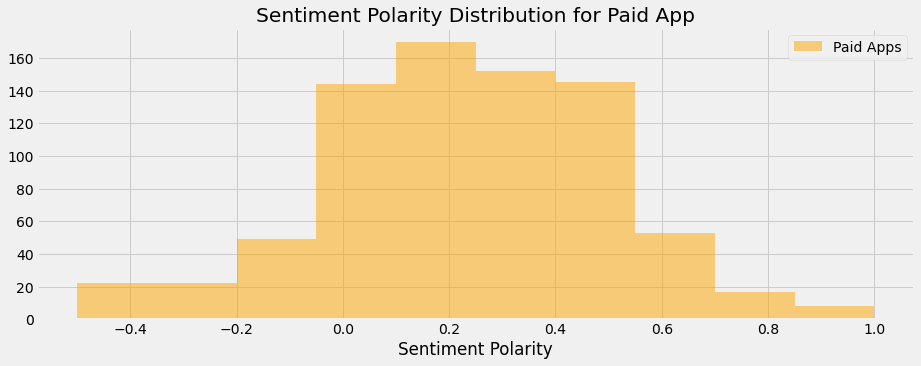 Sentiment Polarity Distribution for Paid App
Paid Apps
160
140
120
100
80
60
40
20
0
−0.4 −0.2 0.0 0.2 0.4 0.6 0.8 1.0
Sentiment Polarity